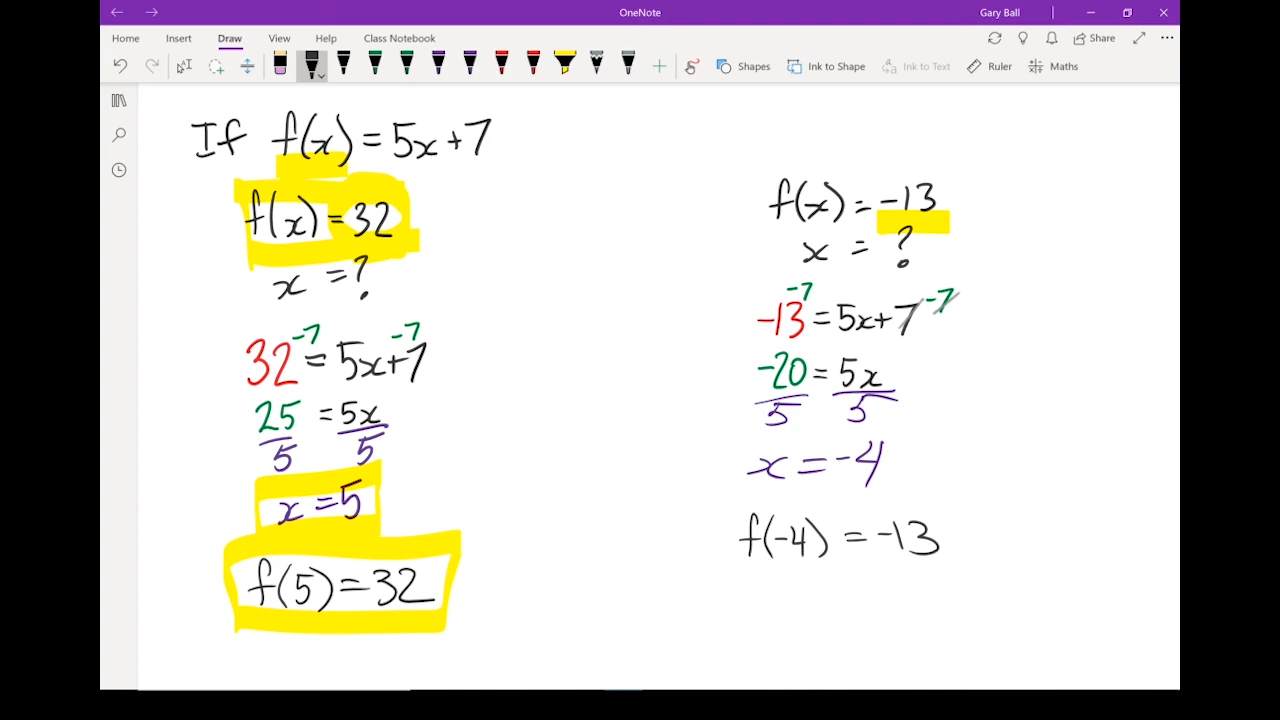 OneNote
Gary Ball
Home Insert Draw View Help Class Notebook
Share
Shapes Ink to Shape Ink to Text Ruler Maths
If f(x) = 5x + 7
f(x) = 32
x = ?
32 -7 = 5x + 7 -7
25 = 5x
5 5
x = 5
f(5) = 32
f(x) = -13
x = ?
-13 -7 = 5x + 7 -7
-20 = 5x
5 5
x = -4
f(-4) = -13